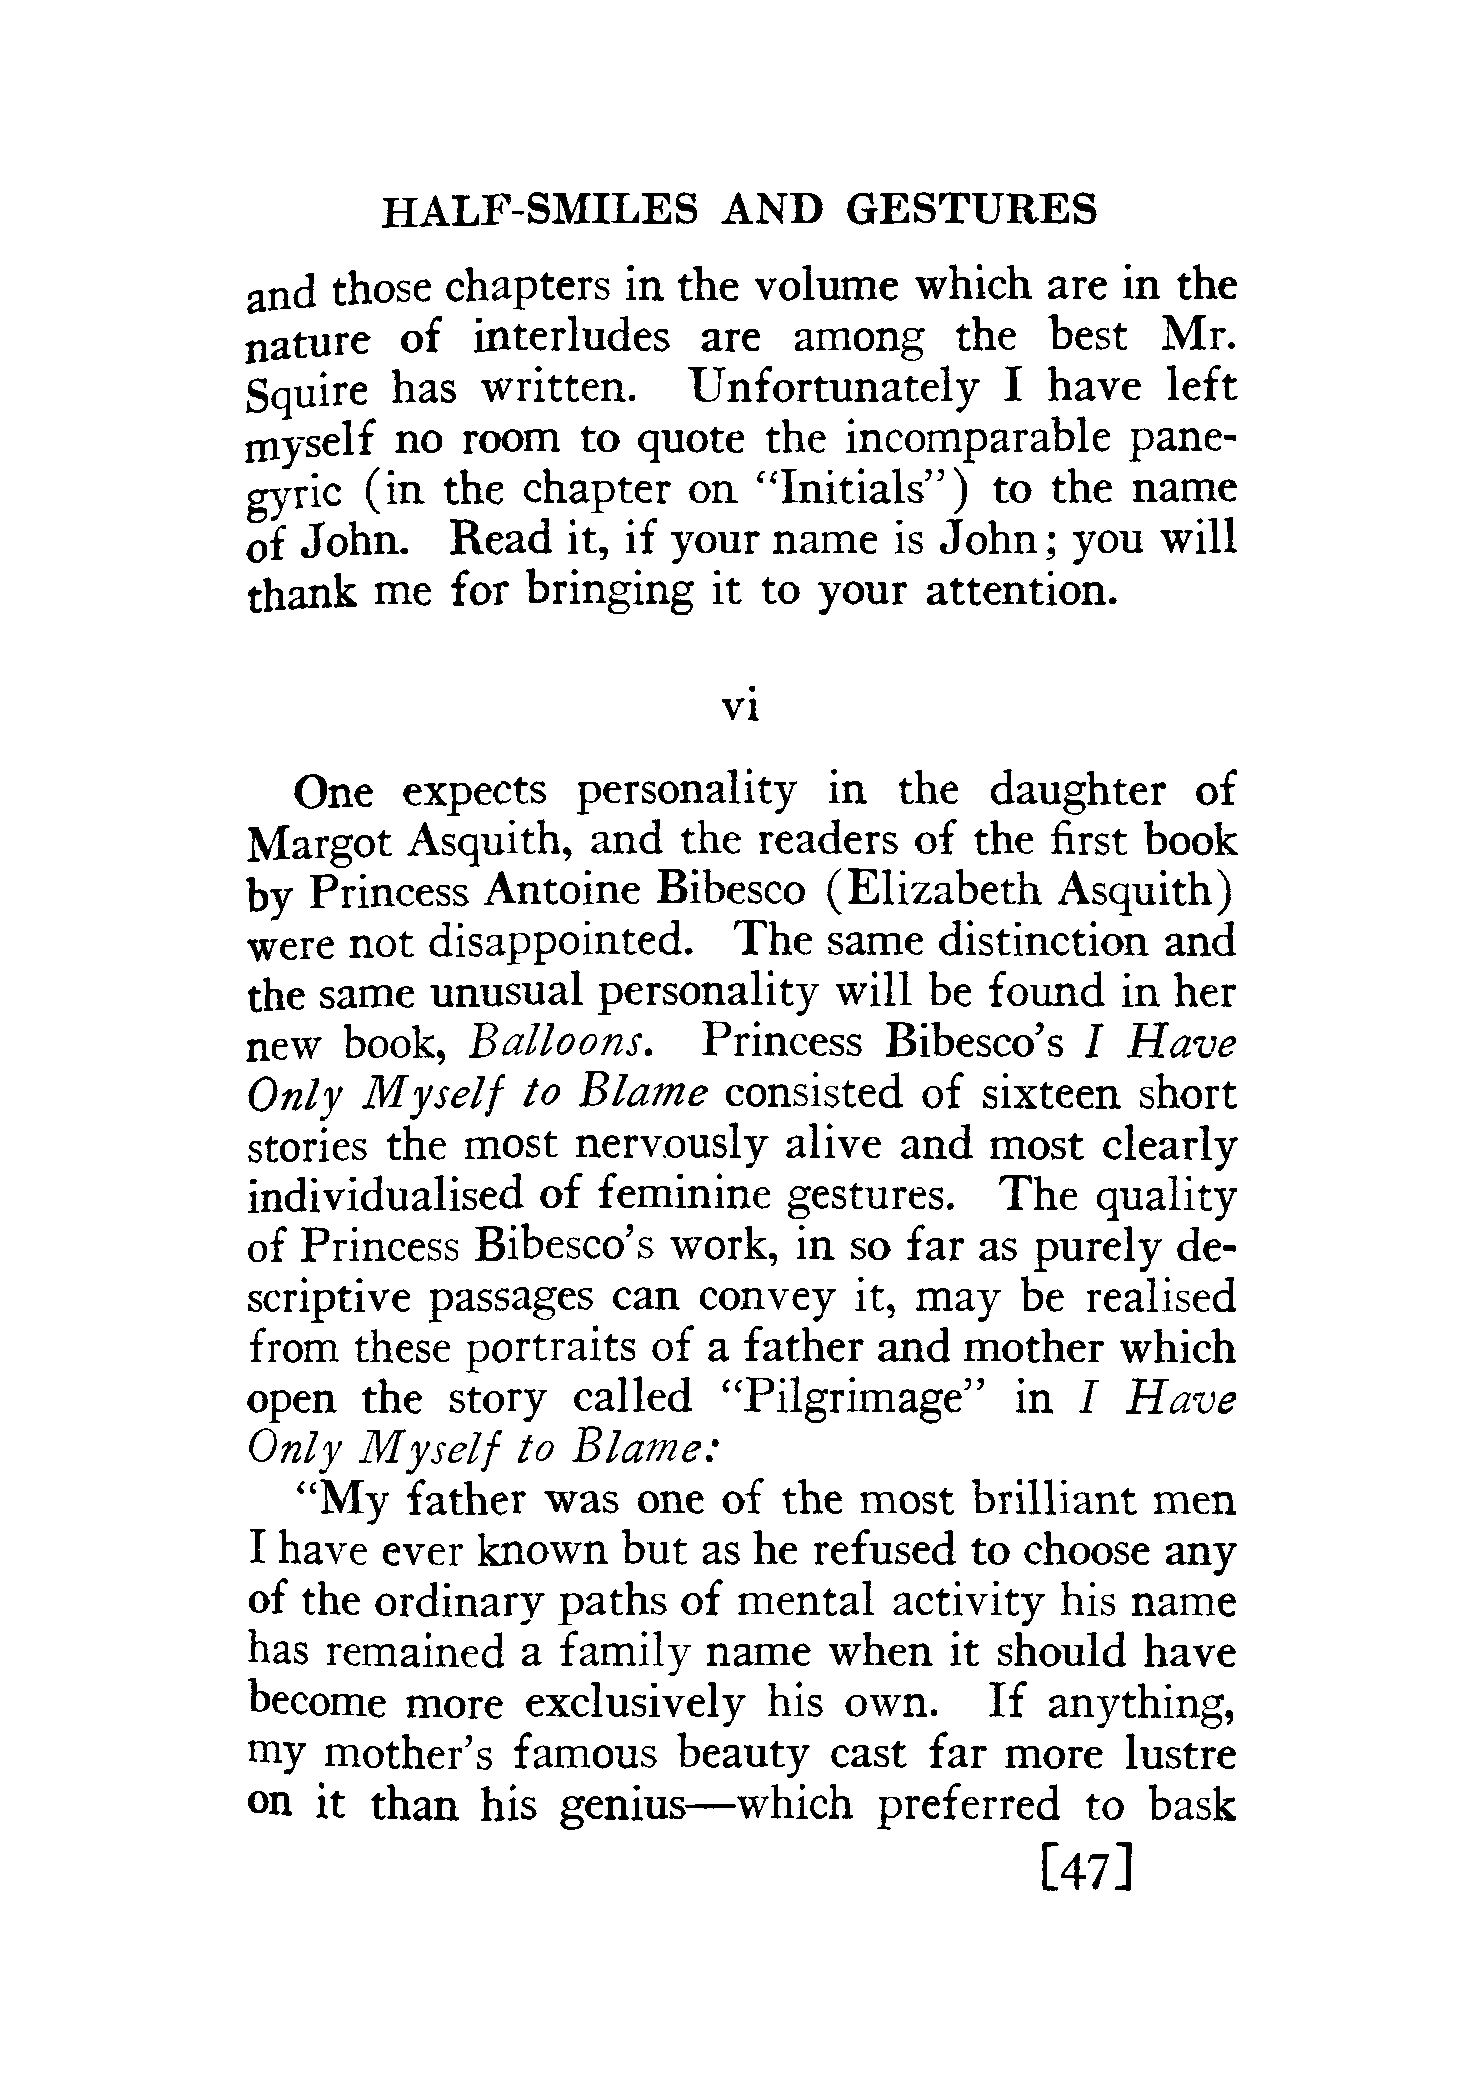 HALF-SMILES AND GESTURES
and those chapters in the volume which are in the
nature of interludes are among the best Mr.
Squire has written. Unfortunately I have left
myself no room to quote the incomparable pane-
gyric (in the chapter on "Initials") to the name
of John. Read it, if your name is John; you will
thank me for bringing it to your attention.
vi
One expects personality in the daughter of
Margot Asquith, and the readers of the first book
by Princess Antoine Bibesco (Elizabeth Asquith)
were not disappointed. The same distinction and
the same unusual personality will be found in her
new book, Balloons. Princess Bibesco's I Have
Only Myself to Blame consisted of sixteen short
stories the most nervously alive and most clearly
individualised of feminine gestures. The quality
of Princess Bibesco's work, in so far as purely de-
scriptive passages can convey it, may be realised
from these portraits of a father and mother which
open the story called "Pilgrimage" in I Have
Only Myself to Blame:
"My father was one of the most brilliant men
I have ever known but as he refused to choose any
of the ordinary paths of mental activity his name
has remained a family name when it should have
become more exclusively his own. If anything,
my mother's famous beauty cast far more lustre
on it than his genius—which preferred to bask
[47]